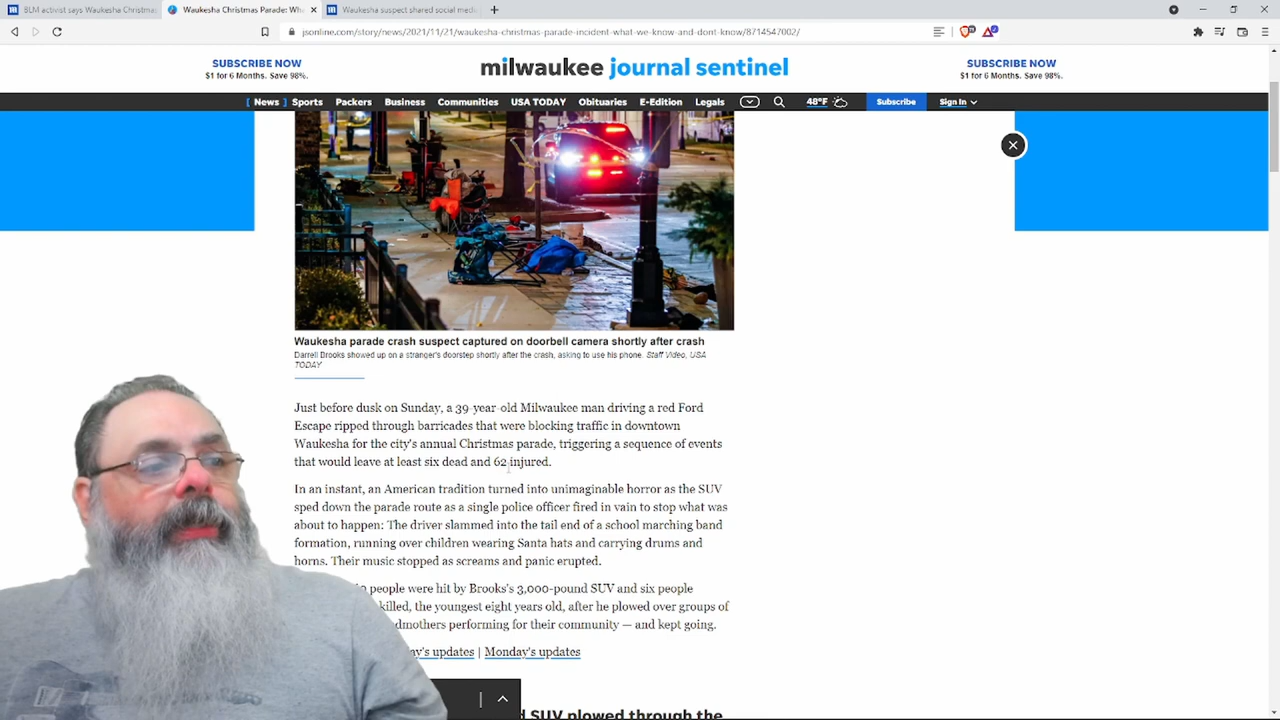 BLM activist says Waukesha Christmas
Waukesha Christmas Parade: Wha
Waukesha suspect shared social med
jsonline.com/story/news/2021/11/21/waukesha-christmas-parade-incident-what-we-know-and-dont-know/8714547002/
SUBSCRIBE NOW
$1 for 6 Months. Save 98%.
milwaukee journal sentinel
SUBSCRIBE NOW
$1 for 6 Months. Save 98%.
News Sports Packers Business Communities USA TODAY Obituaries E-Edition Legals 48°F Subscribe Sign In
Waukesha parade crash suspect captured on doorbell camera shortly after crash
Darrell Brooks showed up on a stranger's doorstep shortly after the crash, asking to use his phone. Staff Video, USA
TODAY
Just before dusk on Sunday, a 39-year-old Milwaukee man driving a red Ford
Escape ripped through barricades that were blocking traffic in downtown
Waukesha for the city's annual Christmas parade, triggering a sequence of events
that would leave at least six dead and 62 injured.
In an instant, an American tradition turned into unimaginable horror as the SUV
sped down the parade route as a single police officer fired in vain to stop what was
about to happen: The driver slammed into the tail end of a school marching band
formation, running over children wearing Santa hats and carrying drums and
horns. Their music stopped as screams and panic erupted.
people were hit by Brooks's 3,000-pound SUV and six people
killed, the youngest eight years old, after he plowed over groups of
performing for their community — and kept going.
updates | Monday's updates
SUV plowed through the